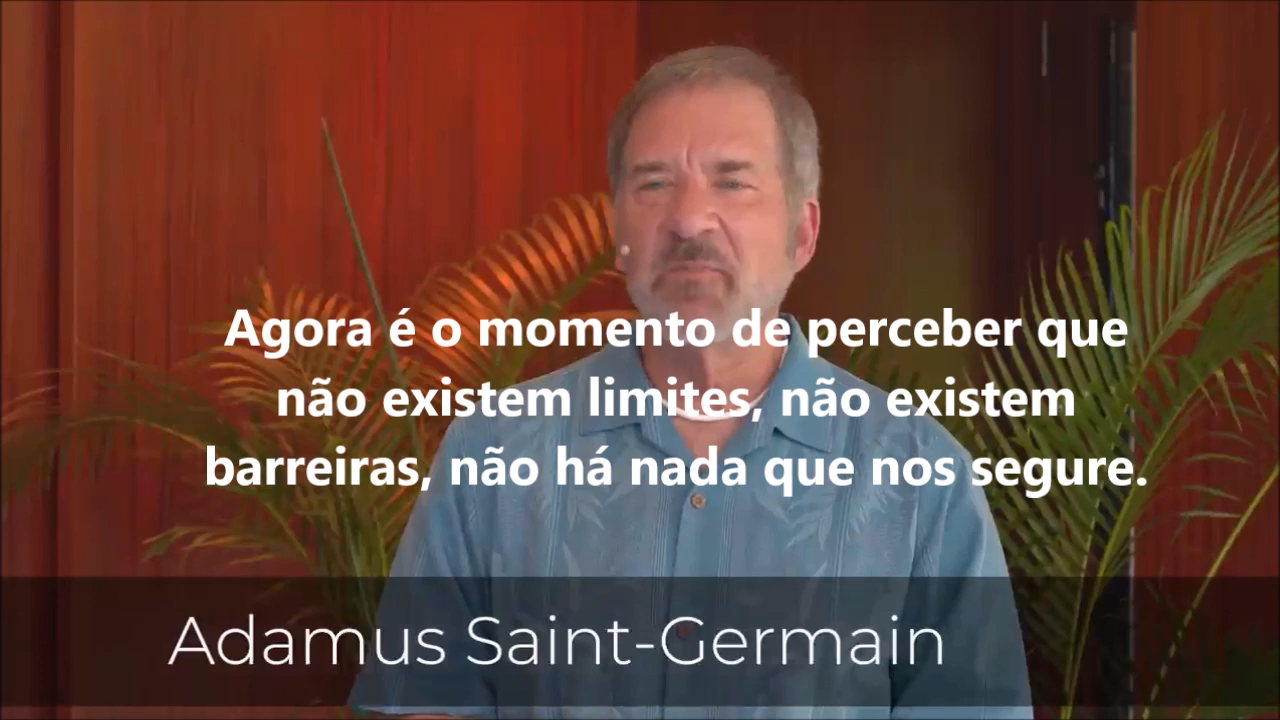 Agora é o momento de perceber que
não existem limites, não existem
barreiras, não há nada que nos segure.
Adamus Saint-Germain